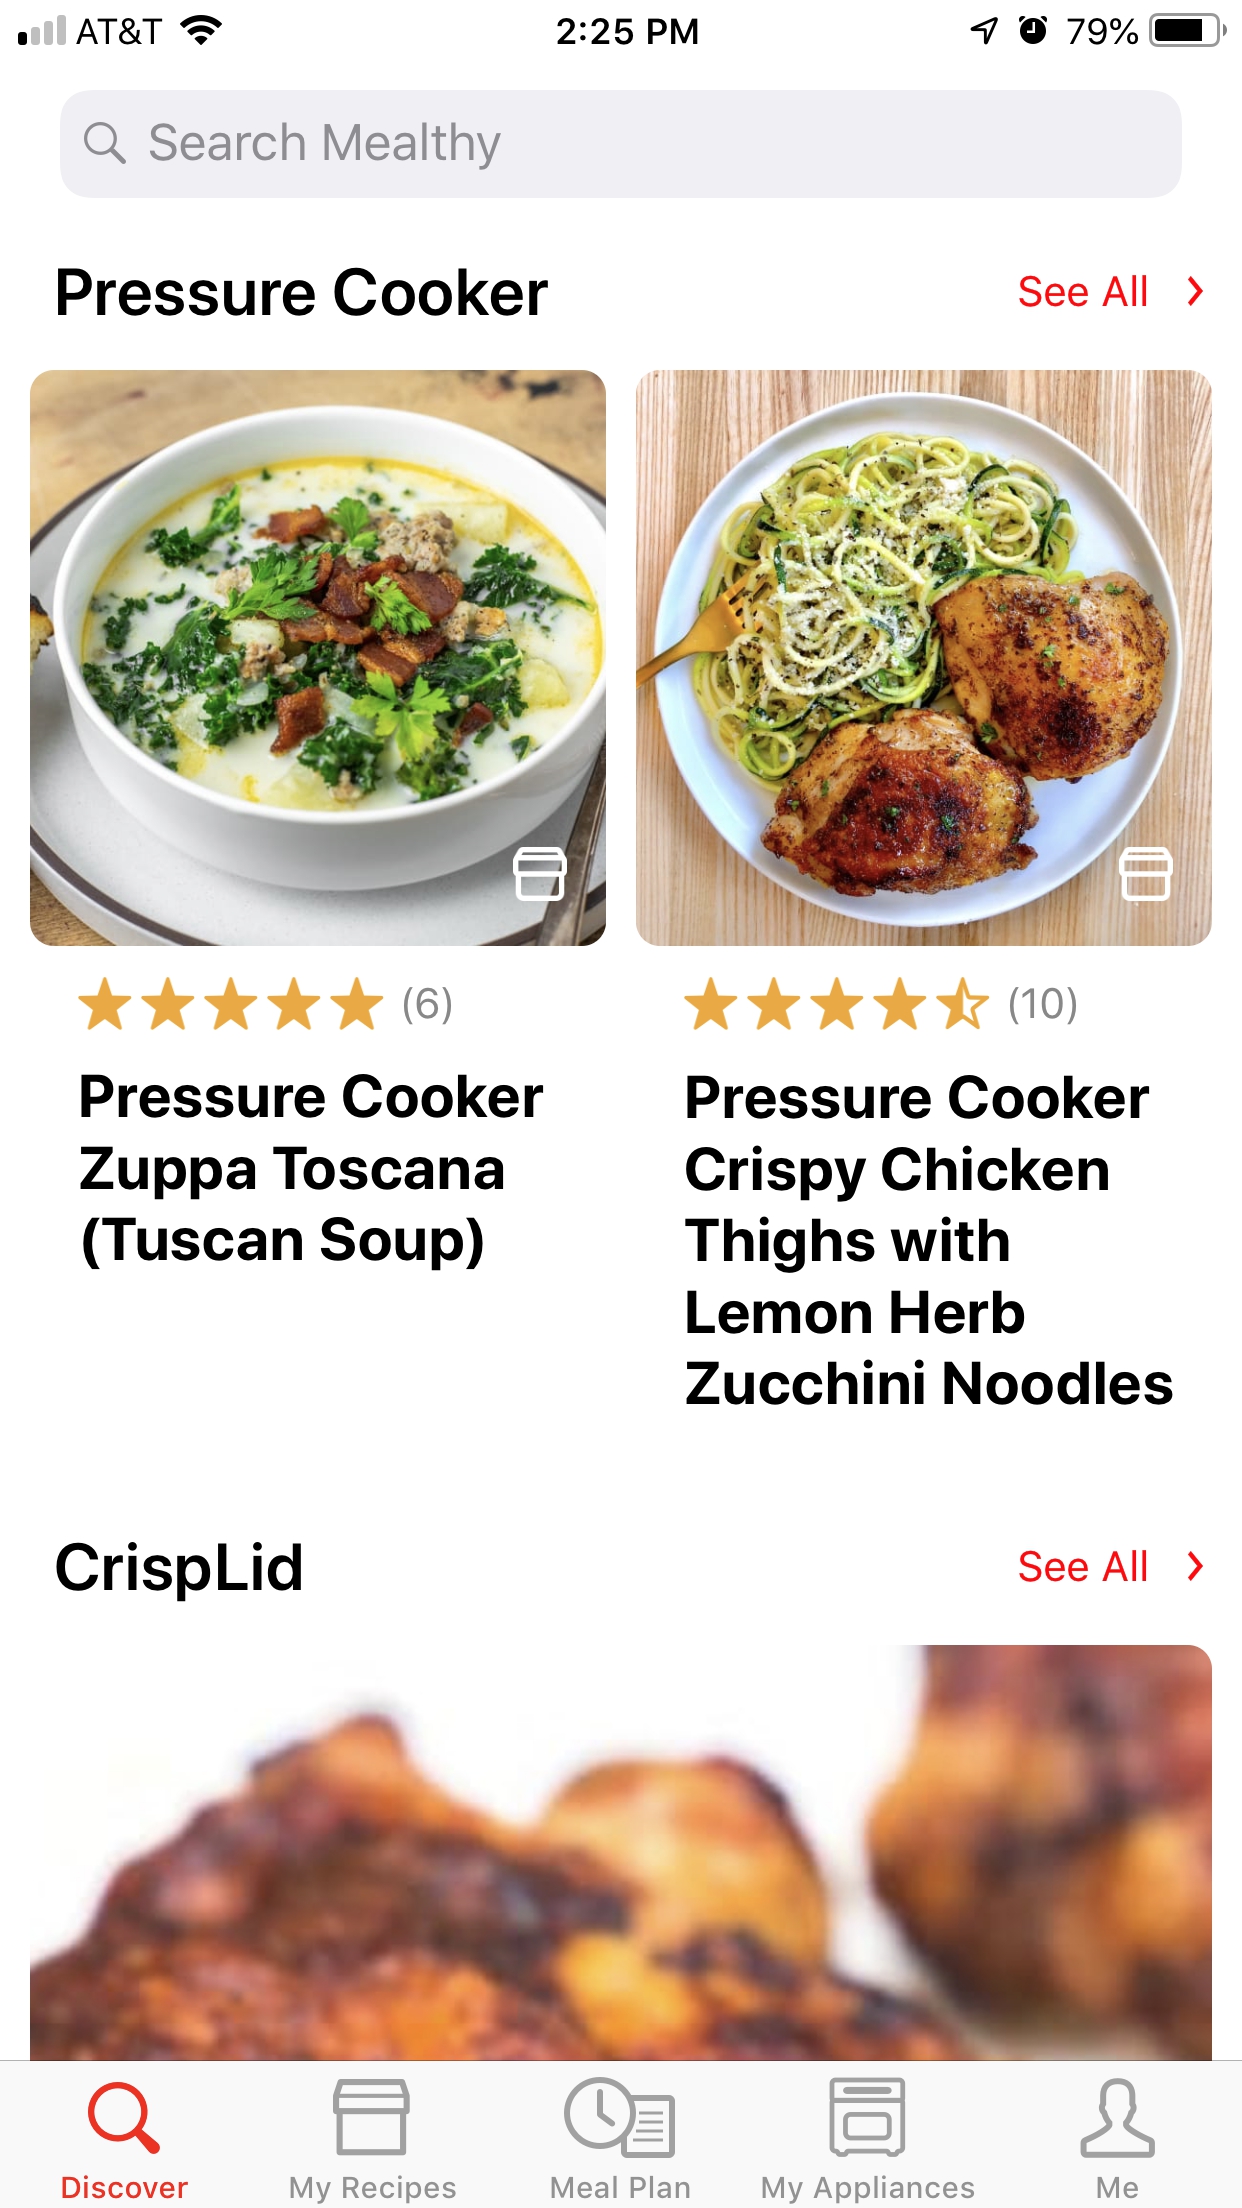 AT&T 2:25 PM 79%
Search Mealthy
Pressure Cooker See All
(6) (10)
Pressure Cooker
Zuppa Toscana
(Tuscan Soup)
Pressure Cooker
Crispy Chicken
Thighs with
Lemon Herb
Zucchini Noodles
CrispLid See All
Discover My Recipes Meal Plan My Appliances Me